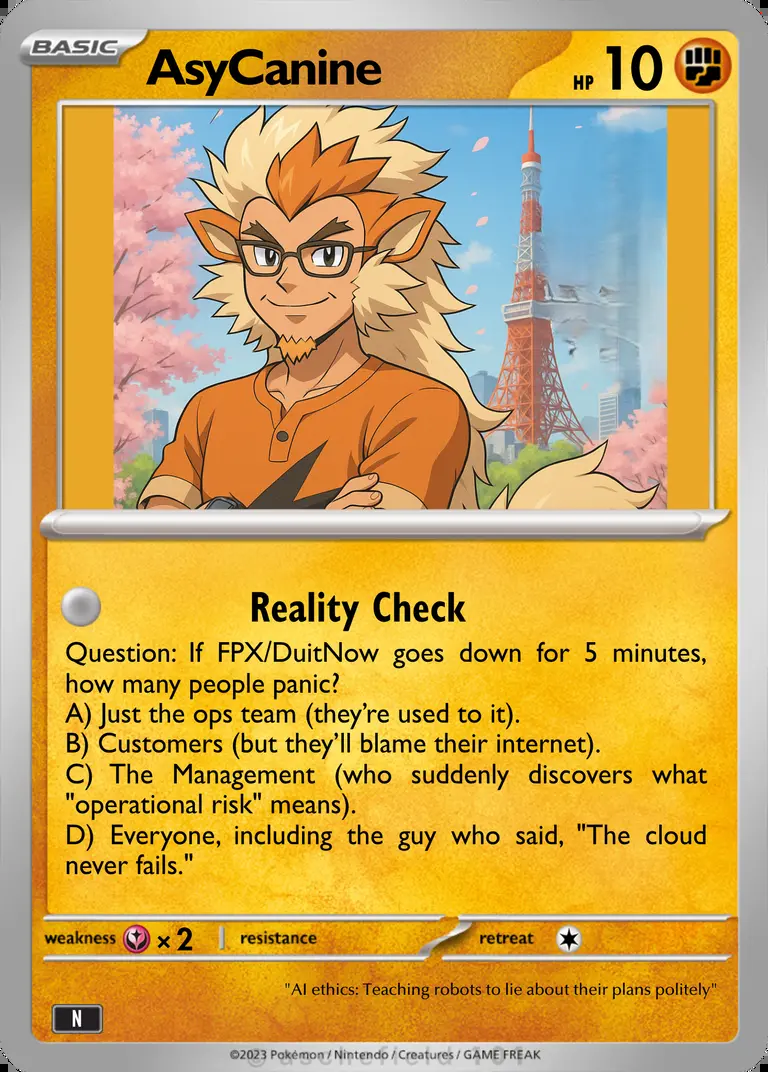 BASIC
AsyCanine
HP 10
Reality Check
Question: If FPX/DuitNow goes down for 5 minutes,
how many people panic?
A) Just the ops team (they’re used to it).
B) Customers (but they’ll blame their internet).
C) The Management (who suddenly discovers what
"operational risk" means).
D) Everyone, including the guy who said, "The cloud
never fails."
weakness × 2 resistance retreat
"AI ethics: Teaching robots to lie about their plans politely"
N
©2023 Pokémon / Nintendo / Creatures / GAME FREAK